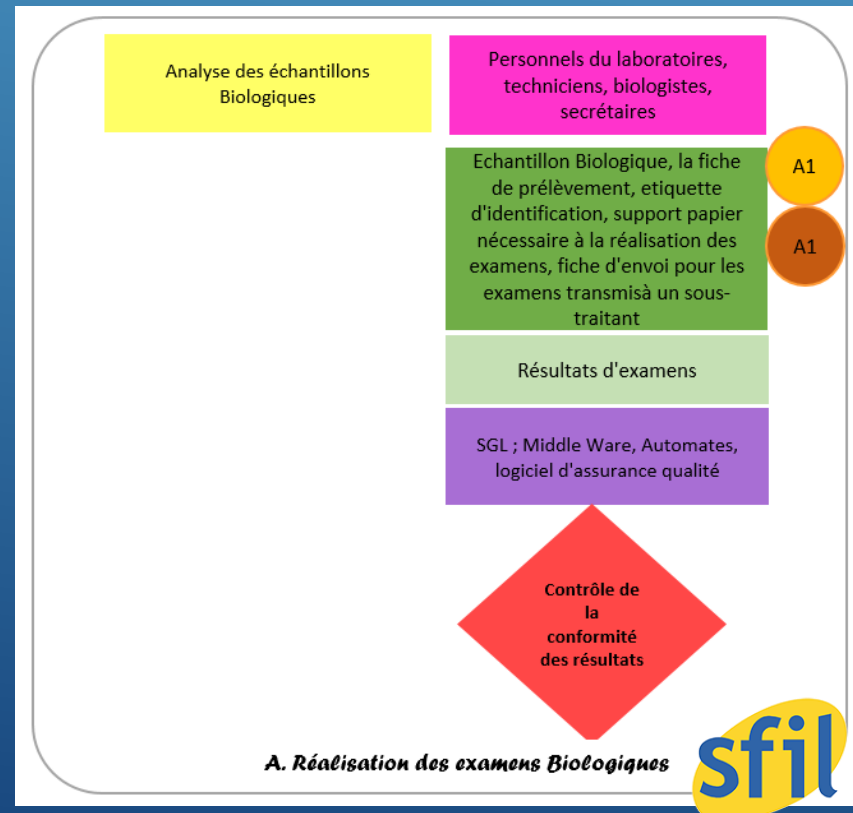 Analyse des échantillons
Biologiques
Personnels du laboratoires,
techniciens, biologistes,
secrétaires
Echantillon Biologique, la fiche
de prélèvement, etiquette
d'identification, support papier
nécessaire à la réalisation des
examens, fiche d'envoi pour les
examens transmisà un sous-
traitant
A1
A1
Résultats d'examens
SGL ; Middle Ware, Automates,
logiciel d'assurance qualité
Contrôle de
la
conformité
des résultats
A. Réalisation des examens Biologiques
sfil